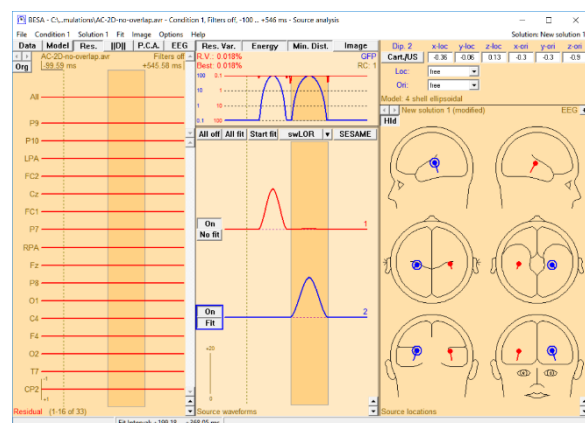 BESA - C:\...mulations\AC-2D-no-overlap.avr - Condition 1, Filters off, -100 ... +546 ms - Source analysis
File Condition 1 Solution 1 Fit Image Options Help
Solution: New solution 1
Data Model Res. ||D|| P.C.A. EEG
Res. Var. Energy Min. Dist. Image
Dip. 2 x-loc y-loc z-loc x-ori y-ori z-ori
Cart./US -0.36 -0.06 0.13 -0.3 -0.3 -0.9
Loc: free
Ori: free
Model: 4 shell ellipsoidal
AC-2D-no-overlap.avr Filters off
Org -99.59 ms +545.58 ms
R.V.: 0.018% GFP
Best: 0.018% RC: 1
100 0.1
10 1
1 10
0.1 100
All off All fit Start fit swLOR SESAME
New solution 1 (modified) EEG
Hld
All
P9
P10
LPA
FC2
Cz
FC1
P7
RPA
Fz
P8
O1
C4
F4
O2
T7
CP2
-1
+1
Residual (1-16 of 33)
On
No fit
1
On
Fit
2
+20
0
Source waveforms
Source locations